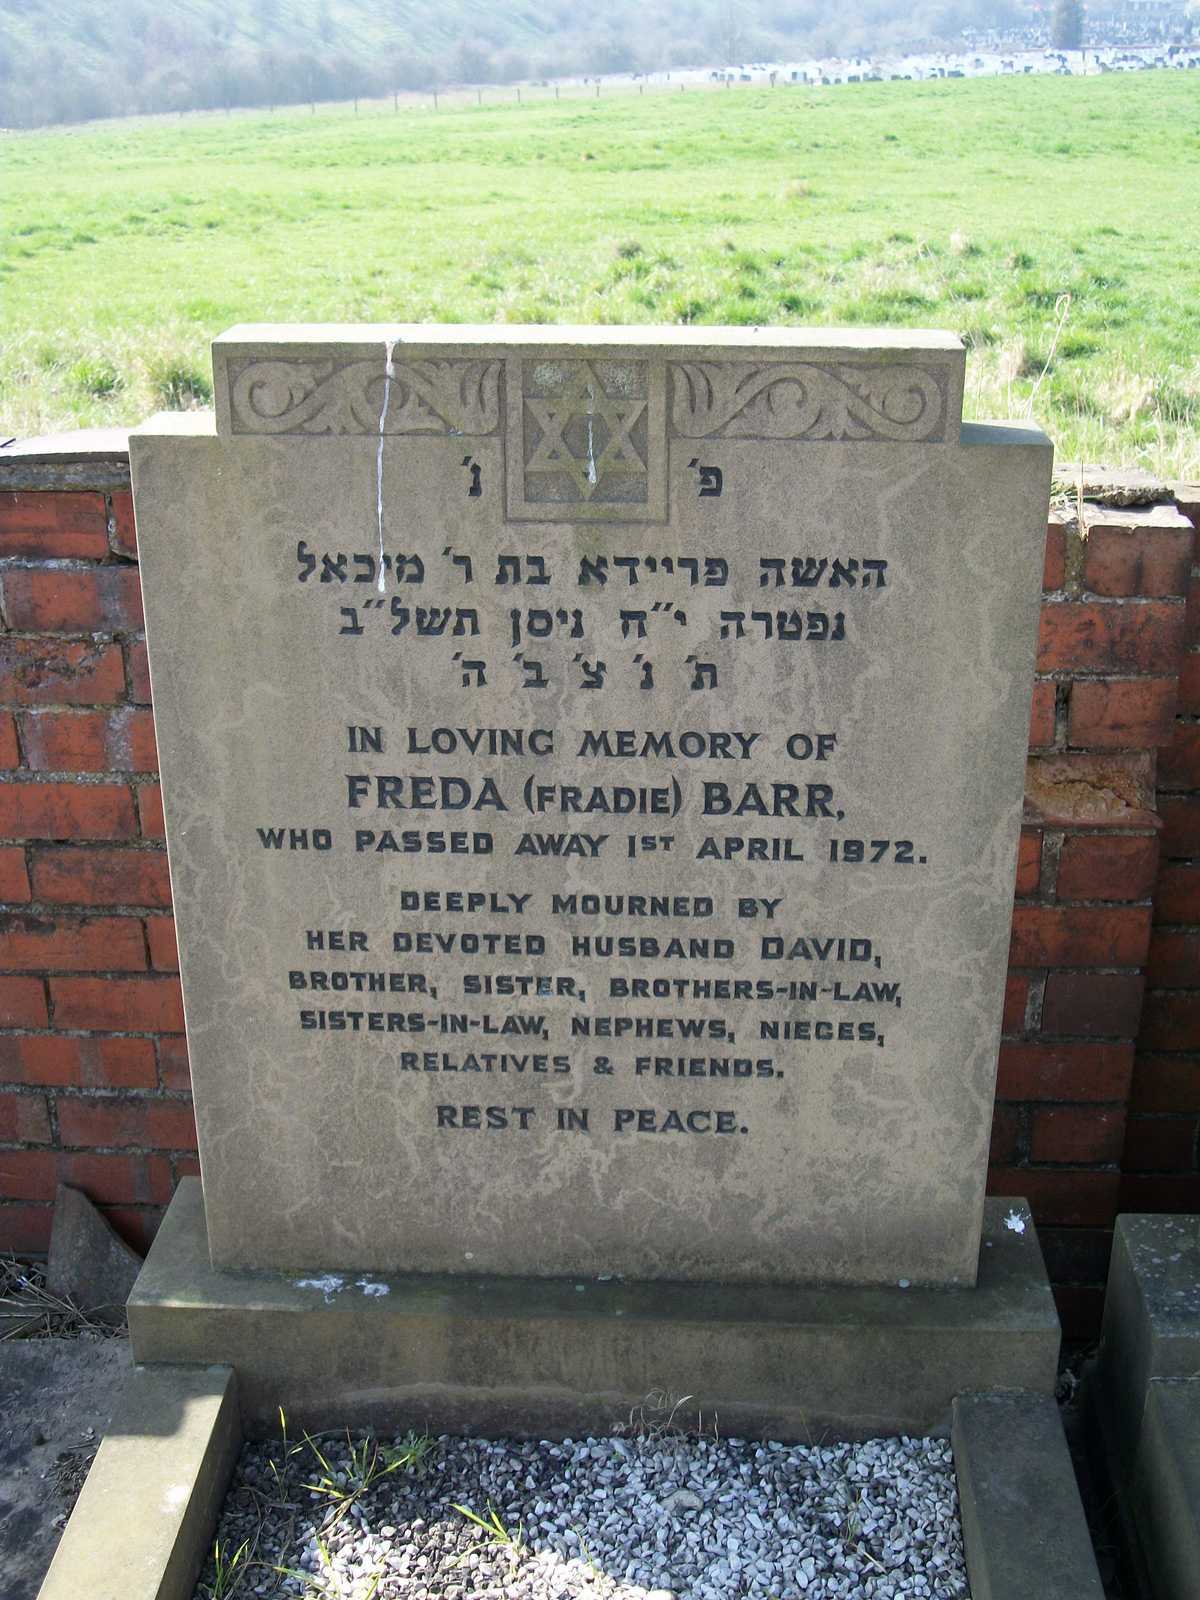 פ׳ נ׳
האשה פריידא בת ר׳ מיכאל
נפטרה י״ח ניסן תשל״ב
ת׳ נ׳ צ׳ ב׳ ה׳
IN LOVING MEMORY OF
FREDA (FRADIE) BARR,
WHO PASSED AWAY 1ST APRIL 1972.
DEEPLY MOURNED BY
HER DEVOTED HUSBAND DAVID,
BROTHER, SISTER, BROTHERS-IN-LAW,
SISTERS-IN-LAW, NEPHEWS, NIECES,
RELATIVES & FRIENDS.
REST IN PEACE.